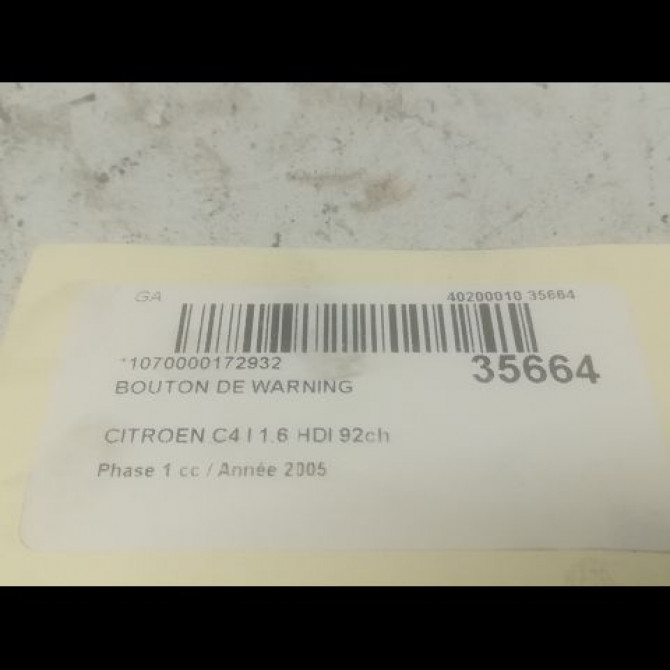 GA 40200010 35664
*1070000172932 35664
BOUTON DE WARNING
CITROEN C4 I 1.6 HDI 92ch
Phase 1 cc / Année 2005